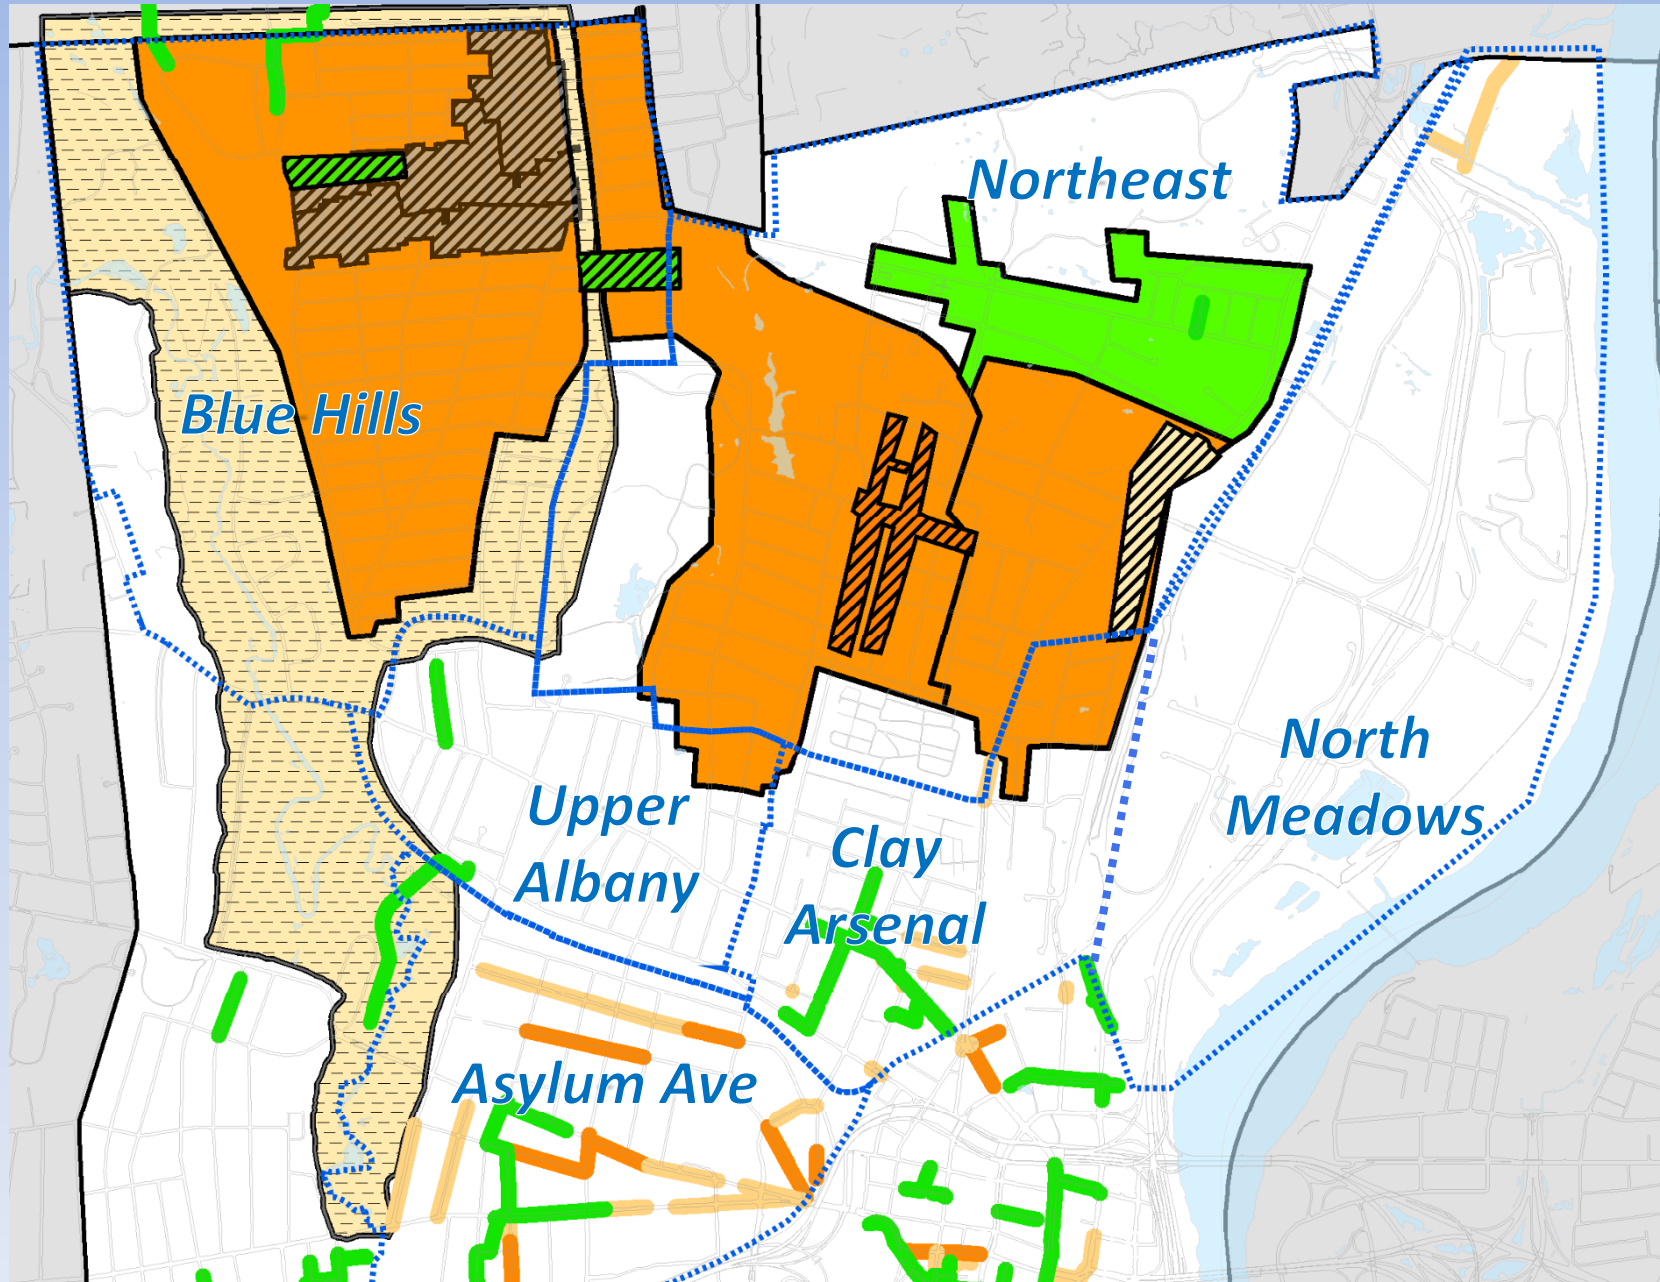 Northeast
Blue Hills
North
Meadows
Upper
Albany
Clay
Arsenal
Asylum Ave